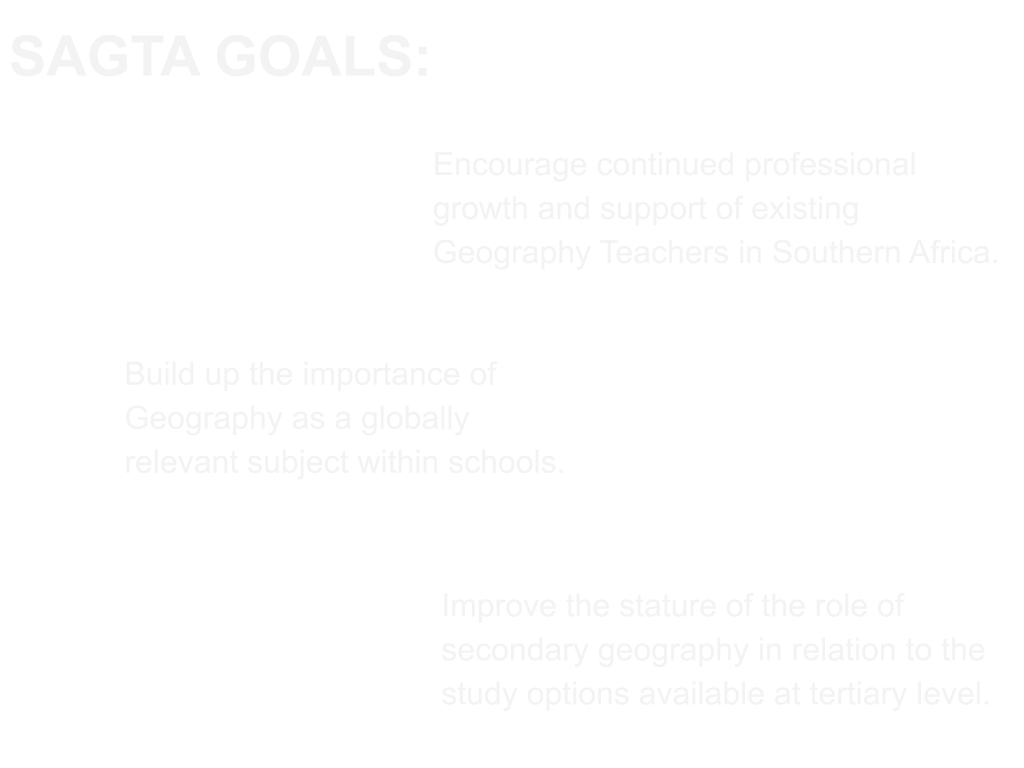 SAGTA GOALS:
Encourage continued professional
growth and support of existing
Geography Teachers in Southern Africa.
Build up the importance of
Geography as a globally
relevant subject within schools.
Improve the stature of the role of
secondary geography in relation to the
study options available at tertiary level.